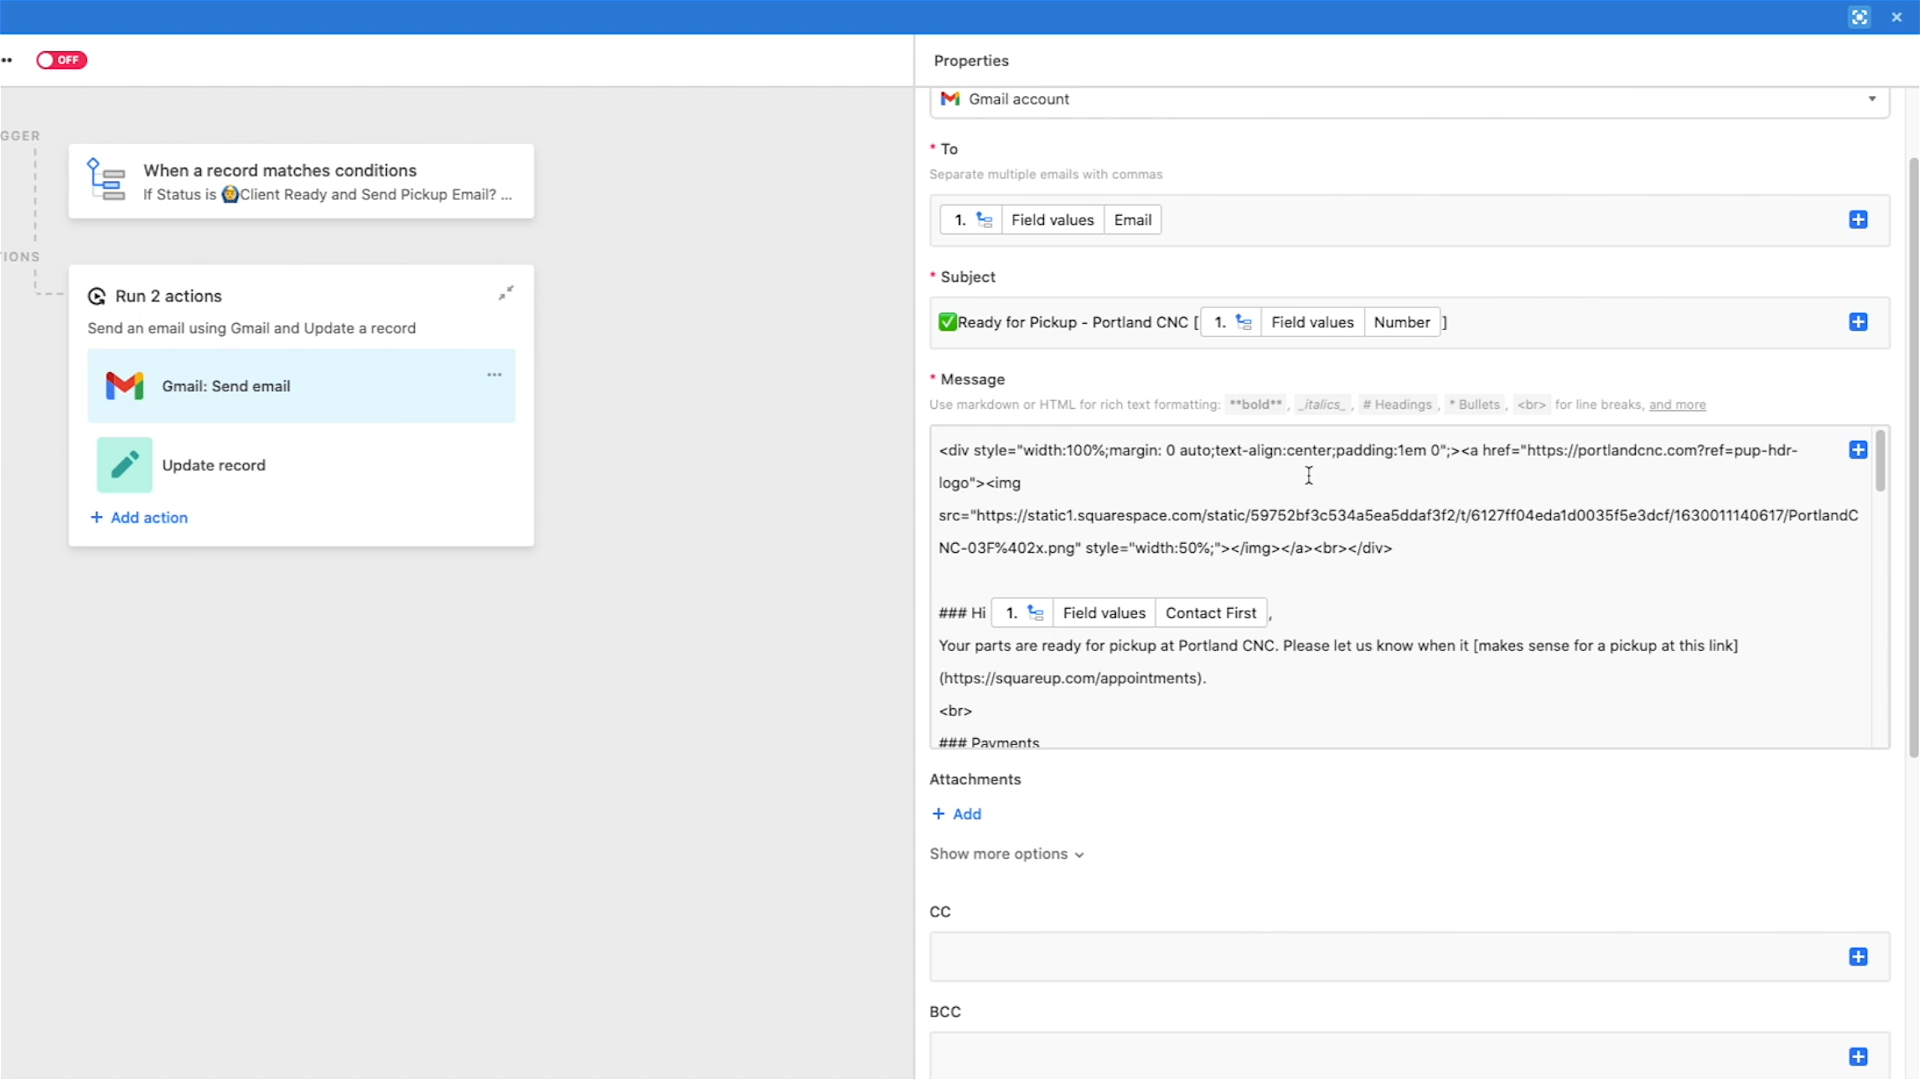 OFF
Properties
Gmail account
GGER
When a record matches conditions
If Status is 🙆Client Ready and Send Pickup Email? ...
IONS
Run 2 actions
Send an email using Gmail and Update a record
Gmail: Send email
Update record
+ Add action
* To
Separate multiple emails with commas
1. Field values Email
* Subject
✅Ready for Pickup - Portland CNC [ 1. Field values Number ]
* Message
Use markdown or HTML for rich text formatting: **bold** , _italics_ , # Headings , * Bullets , <br> for line breaks, and more
<div style="width:100%;margin: 0 auto;text-align:center;padding:1em 0";><a href="https://portlandcnc.com?ref=pup-hdr-
logo"><img
src="https://static1.squarespace.com/static/59752bf3c534a5ea5ddaf3f2/t/6127ff04eda1d0035f5e3dcf/1630011140617/PortlandC
NC-03F%402x.png" style="width:50%;"></img></a><br></div>
### Hi 1. Field values Contact First ,
Your parts are ready for pickup at Portland CNC. Please let us know when it [makes sense for a pickup at this link]
(https://squareup.com/appointments).
<br>
### Payments
Attachments
+ Add
Show more options
CC
BCC